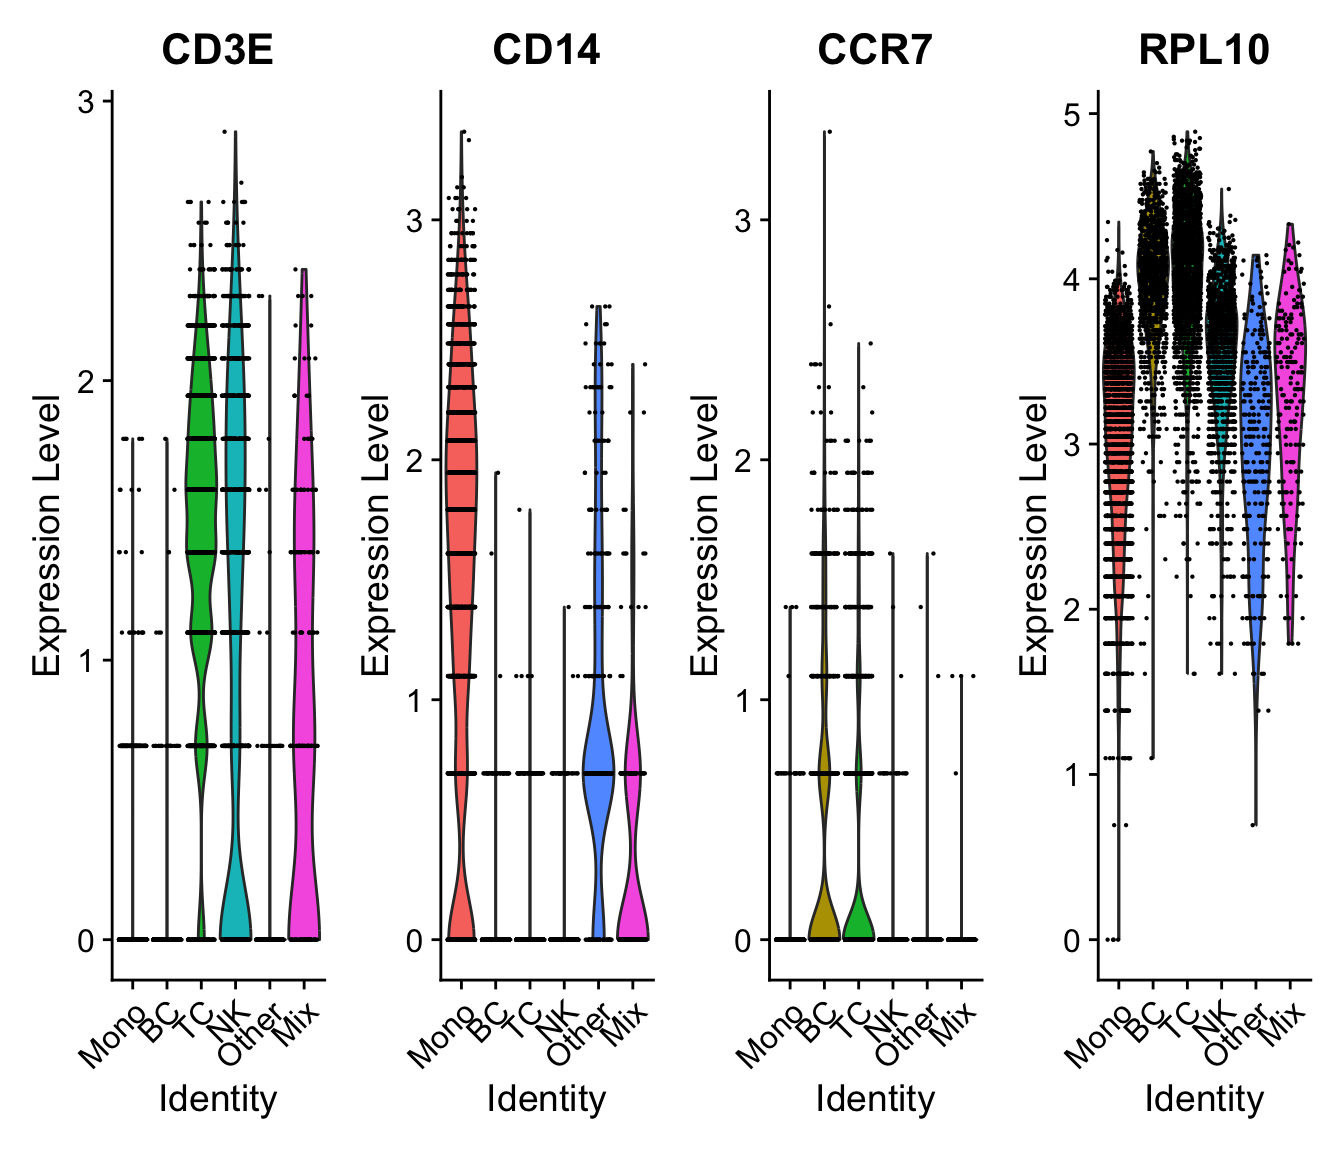 CD3E
CD14
CCR7
RPL10
Expression Level
3
2
1
0
Mono
BC
TC
NK
Other
Mix
Identity
Expression Level
3
2
1
0
Mono
BC
TC
NK
Other
Mix
Identity
Expression Level
3
2
1
0
Mono
BC
TC
NK
Other
Mix
Identity
Expression Level
5
4
3
2
1
0
Mono
BC
TC
NK
Other
Mix
Identity